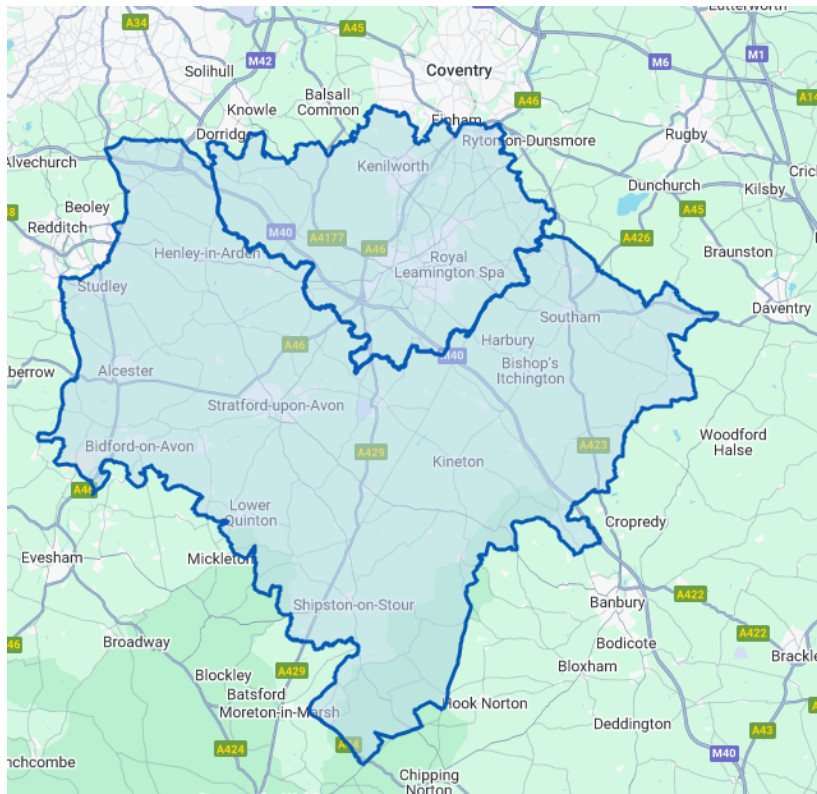 Lutterworth
A34
A45
M6
M1
M42
Solihull
Coventry
A14
Balsall
Common
Knowle
A46
Finham
Dorridge
Ryton-on-Dunsmore
Rugby
Alvechurch
Kenilworth
Dunchurch
Kilsby
Beoley
A45
Redditch
M40
A4177
A46
A426
Henley-in-Arden
Royal
Leamington Spa
Braunston
Studley
Southam
Daventry
A46
Harbury
M40
Bishop's
Itchington
Alcester
Stratford-upon-Avon
Woodford
Halse
Bidford-on-Avon
A429
A423
Kineton
Lower
Quinton
Cropredy
Evesham
Mickleton
Banbury
A422
Shipston-on-Stour
A422
Broadway
Bodicote
Blockley
A429
Bloxham
Batsford
Moreton-in-Marsh
Hook Norton
Deddington
A43
A424
M40
Chipping
Norton